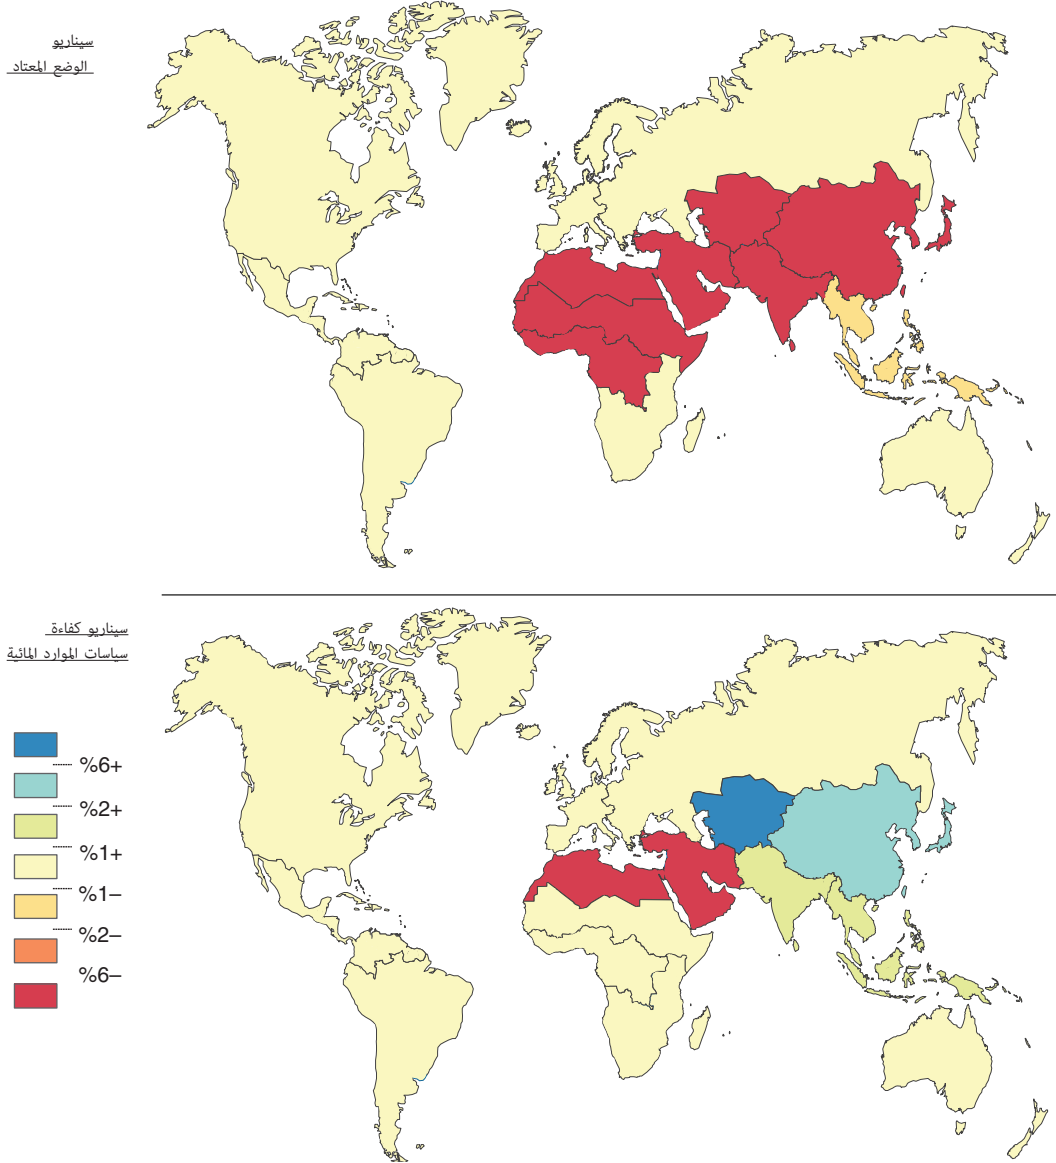 سيناريو
الوضع المعتاد
سيناريو كفاءة
سياسات الموارد المائية
%6+
%2+
%1+
%1–
%2–
%6–